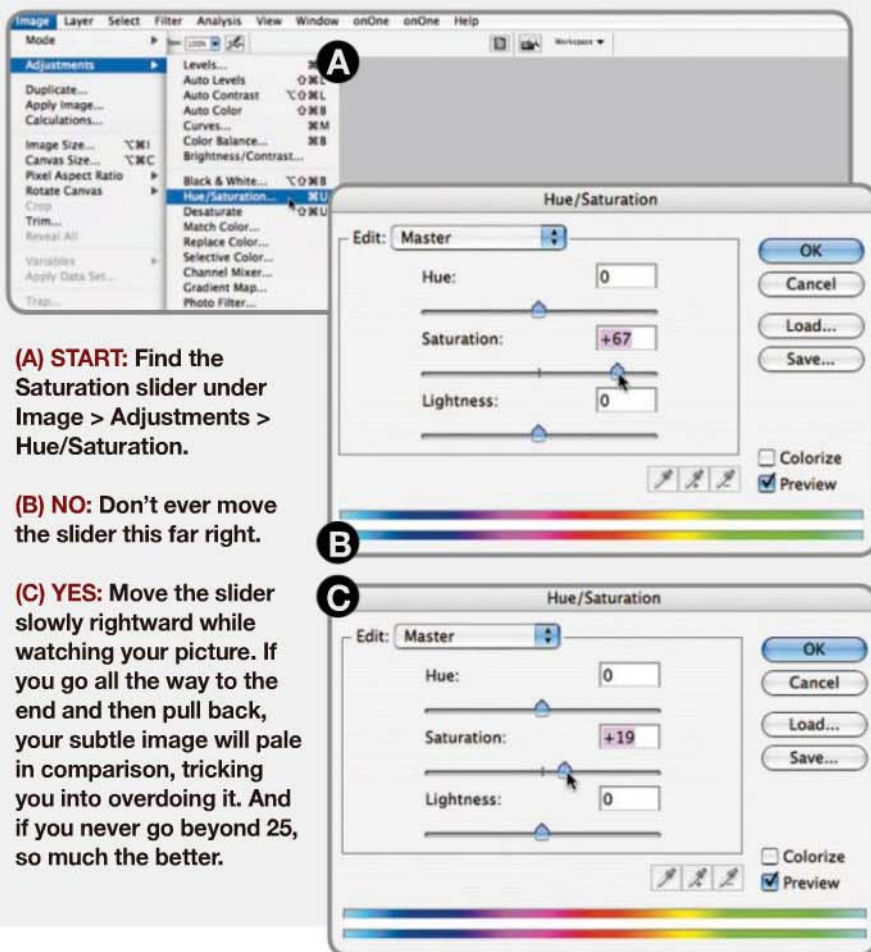 Image Layer Select Filter Analysis View Window onOne onOne Help
Mode
100%
Workspace
A
Adjustments
Duplicate...
Apply Image...
Calculations...
Image Size... ⌥⌘I
Canvas Size... ⌥⌘C
Pixel Aspect Ratio
Rotate Canvas
Crop
Trim...
Reveal All
Variables
Apply Data Set...
Trap...
Levels...
Auto Levels ⇧⌘L
Auto Contrast ⌥⇧⌘L
Auto Color ⇧⌘B
Curves... ⌘M
Color Balance... ⌘B
Brightness/Contrast...
Black & White... ⌥⇧⌘B
Hue/Saturation... ⌘U
Desaturate ⇧⌘U
Match Color...
Replace Color...
Selective Color...
Channel Mixer...
Gradient Map...
Photo Filter...
(A) START: Find the
Saturation slider under
Image > Adjustments >
Hue/Saturation.
(B) NO: Don't ever move
the slider this far right.
(C) YES: Move the slider
slowly rightward while
watching your picture. If
you go all the way to the
end and then pull back,
your subtle image will pale
in comparison, tricking
you into overdoing it. And
if you never go beyond 25,
so much the better.
Hue/Saturation
Edit: Master
Hue: 0
Saturation: +67
Lightness: 0
OK
Cancel
Load...
Save...
Colorize
Preview
B
C
Hue/Saturation
Edit: Master
Hue: 0
Saturation: +19
Lightness: 0
OK
Cancel
Load...
Save...
Colorize
Preview